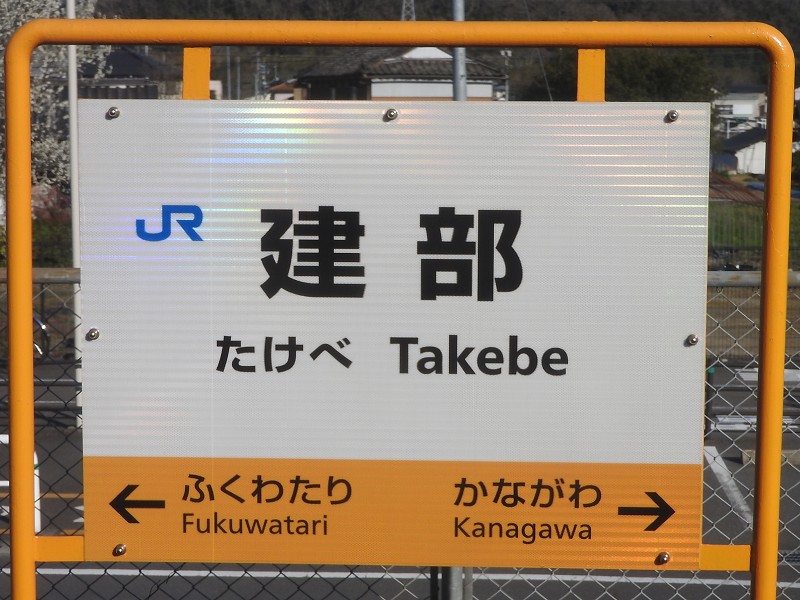 JR 建部
たけべ Takebe
← ふくわたり かながわ →
Fukuwatari Kanagawa